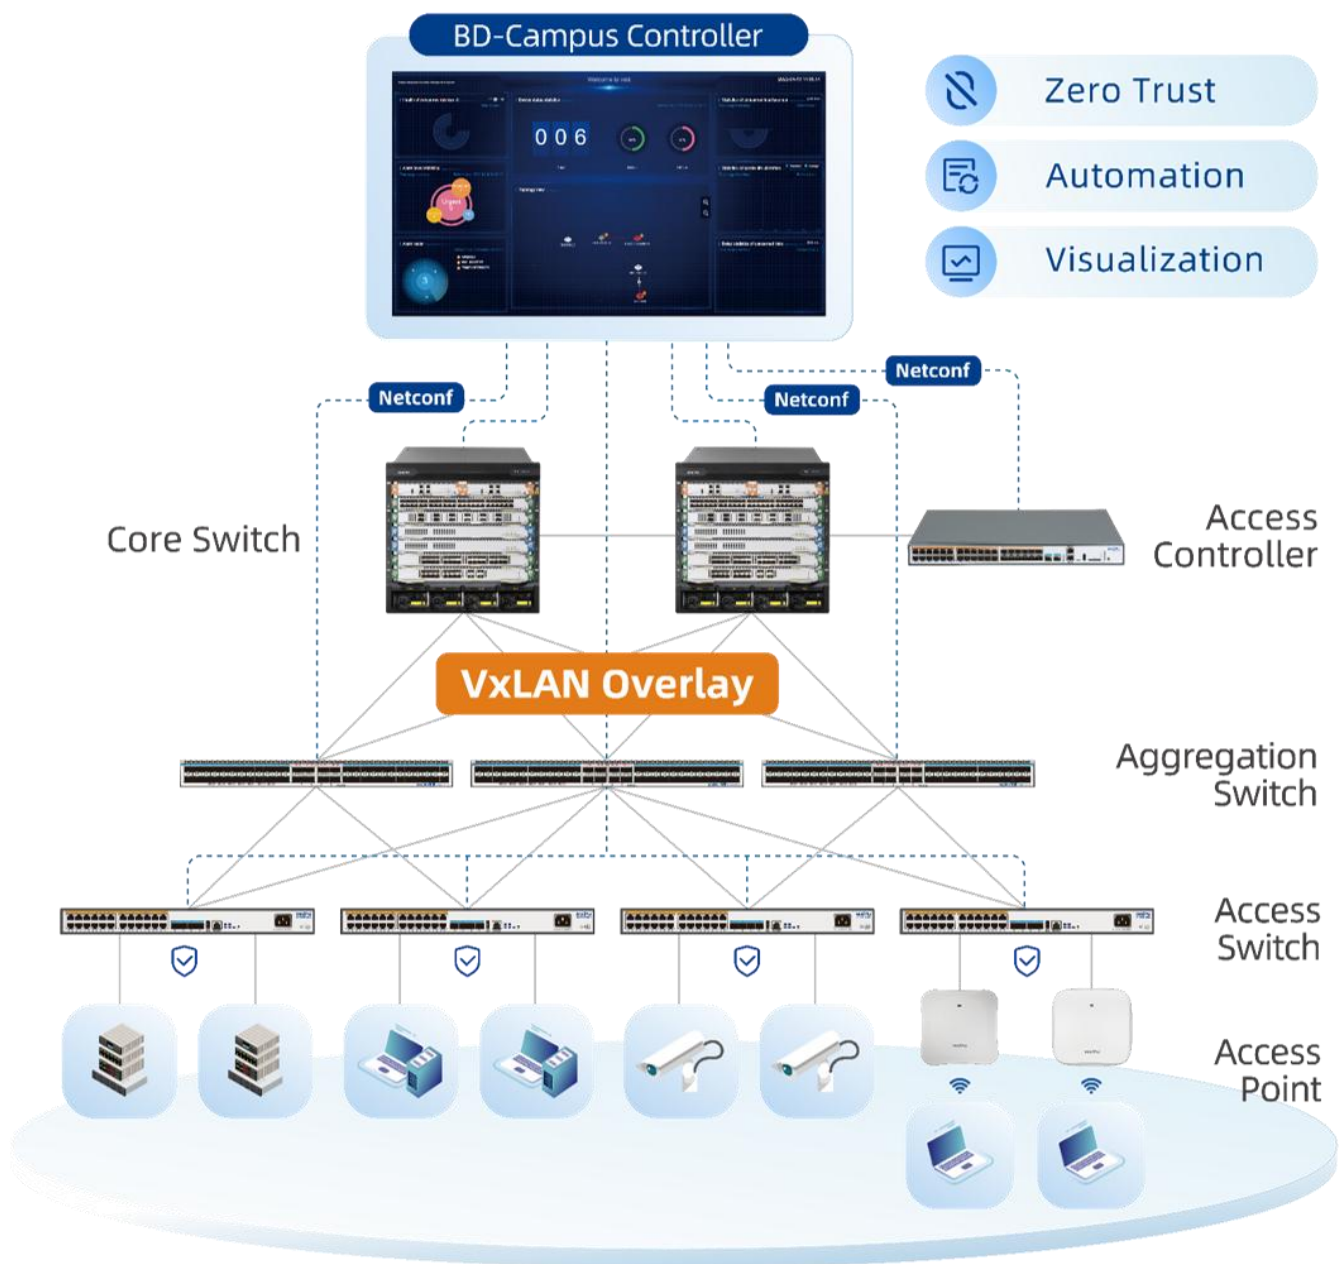 BD-Campus Controller
Zero Trust
Automation
Visualization
006
Urgent
Netconf
Netconf
Netconf
Core Switch
Access
Controller
VxLAN Overlay
Aggregation
Switch
Access
Switch
Access
Point